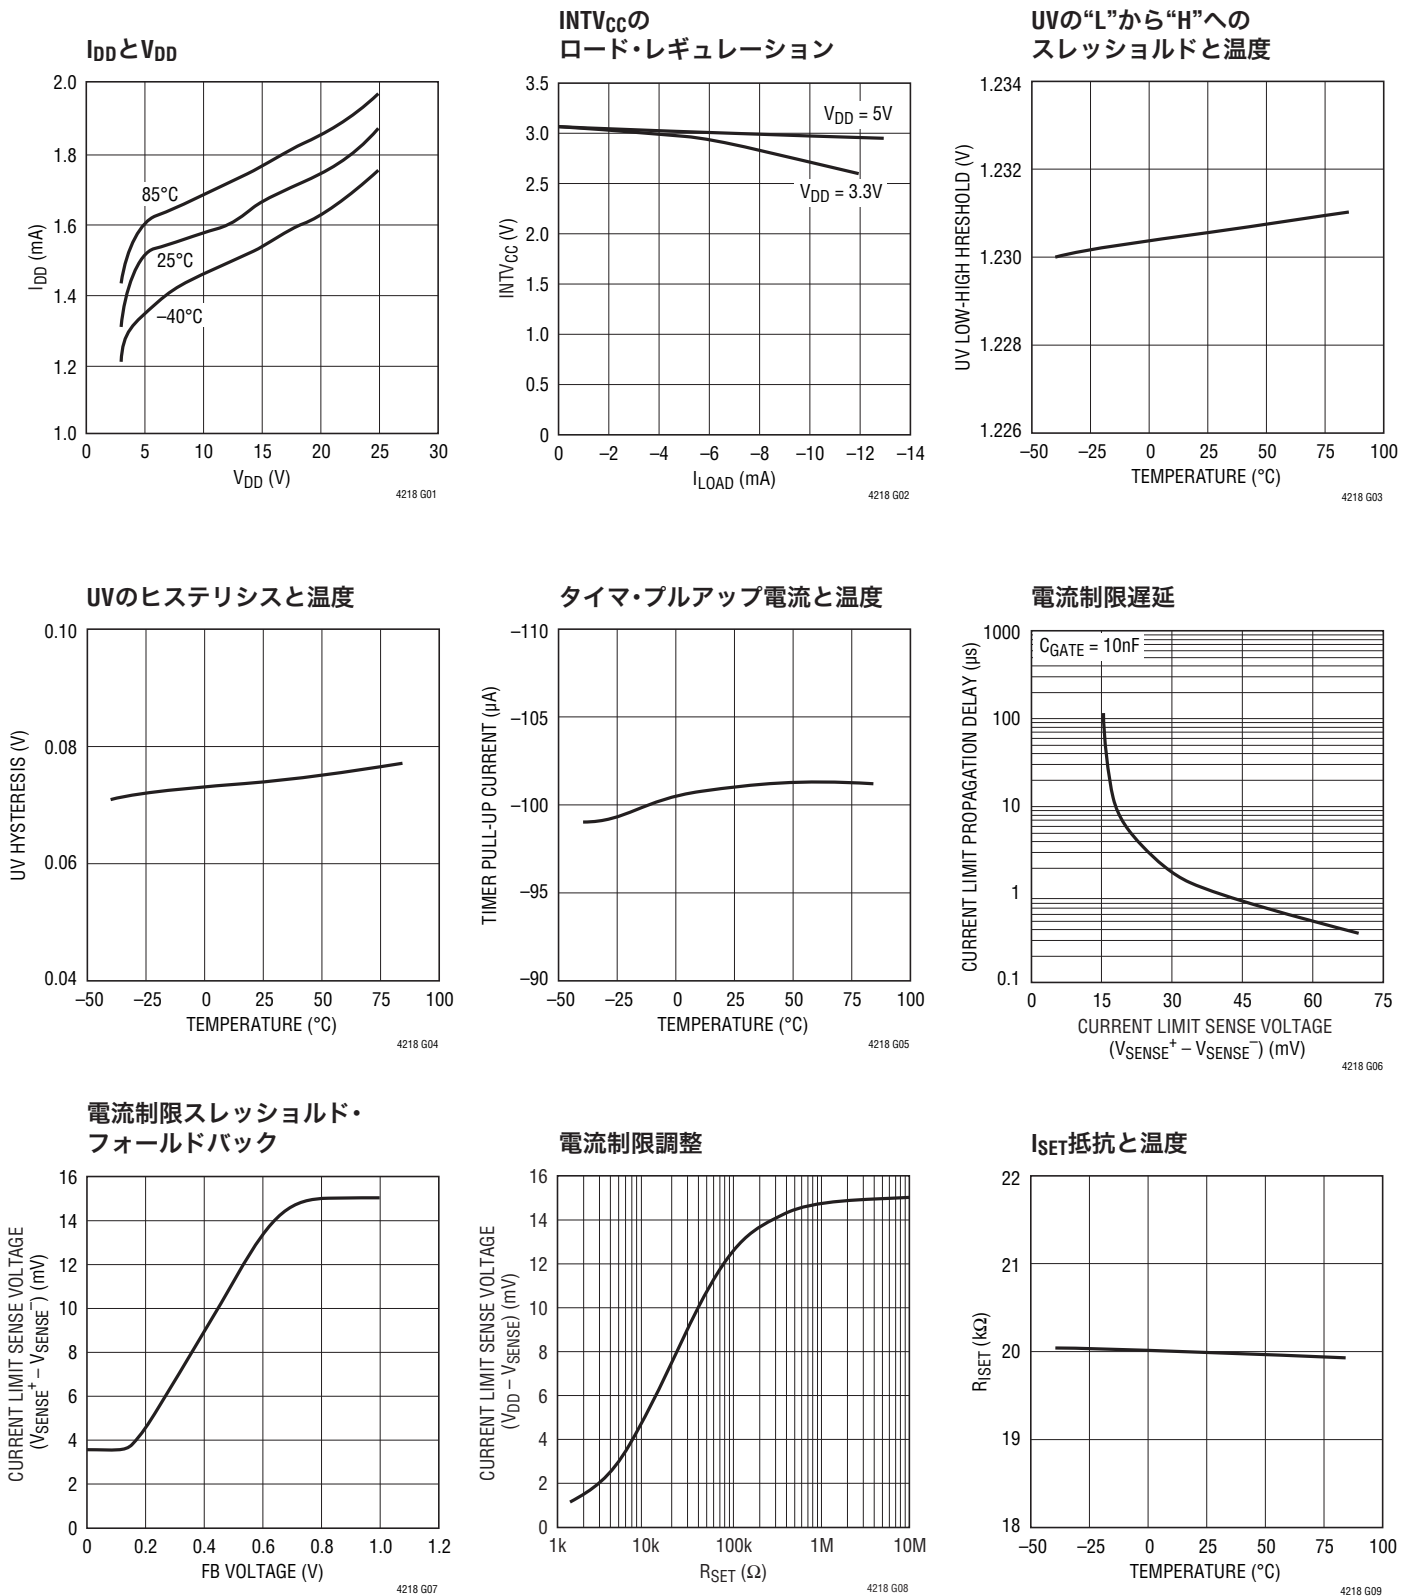 IDDとVDD
2.0
1.8
1.6
1.4
1.2
1.0
IDD (mA)
85°C
25°C
–40°C
0 5 10 15 20 25 30
VDD (V)
4218 G01
INTVCCの
ロード・レギュレーション
3.5
3.0
2.5
2.0
1.5
1.0
0.5
0
INTVCC (V)
VDD = 5V
VDD = 3.3V
0 –2 –4 –6 –8 –10 –12 –14
ILOAD (mA)
4218 G02
UVの“L”から“H”への
スレッショルドと温度
1.234
1.232
1.230
1.228
1.226
UV LOW-HIGH HRESHOLD (V)
–50 –25 0 25 50 75 100
TEMPERATURE (°C)
4218 G03
UVのヒステリシスと温度
0.10
0.08
0.06
0.04
UV HYSTERESIS (V)
–50 –25 0 25 50 75 100
TEMPERATURE (°C)
4218 G04
タイマ・プルアップ電流と温度
–110
–105
–100
–95
–90
TIMER PULL-UP CURRENT (µA)
–50 –25 0 25 50 75 100
TEMPERATURE (°C)
4218 G05
電流制限遅延
1000
100
10
1
0.1
CURRENT LIMIT PROPAGATION DELAY (µs)
CGATE = 10nF
0 15 30 45 60 75
CURRENT LIMIT SENSE VOLTAGE
(VSENSE+ – VSENSE–) (mV)
4218 G06
電流制限スレッショルド・
フォールドバック
16
14
12
10
8
6
4
2
0
CURRENT LIMIT SENSE VOLTAGE
(VSENSE+ – VSENSE–) (mV)
0 0.2 0.4 0.6 0.8 1.0 1.2
FB VOLTAGE (V)
4218 G07
電流制限調整
16
14
12
10
8
6
4
2
0
CURRENT LIMIT SENSE VOLTAGE
(VDD – VSENSE) (mV)
1k 10k 100k 1M 10M
RSET (Ω)
4218 G08
ISET抵抗と温度
22
21
20
19
18
RISET (kΩ)
–50 –25 0 25 50 75 100
TEMPERATURE (°C)
4218 G09